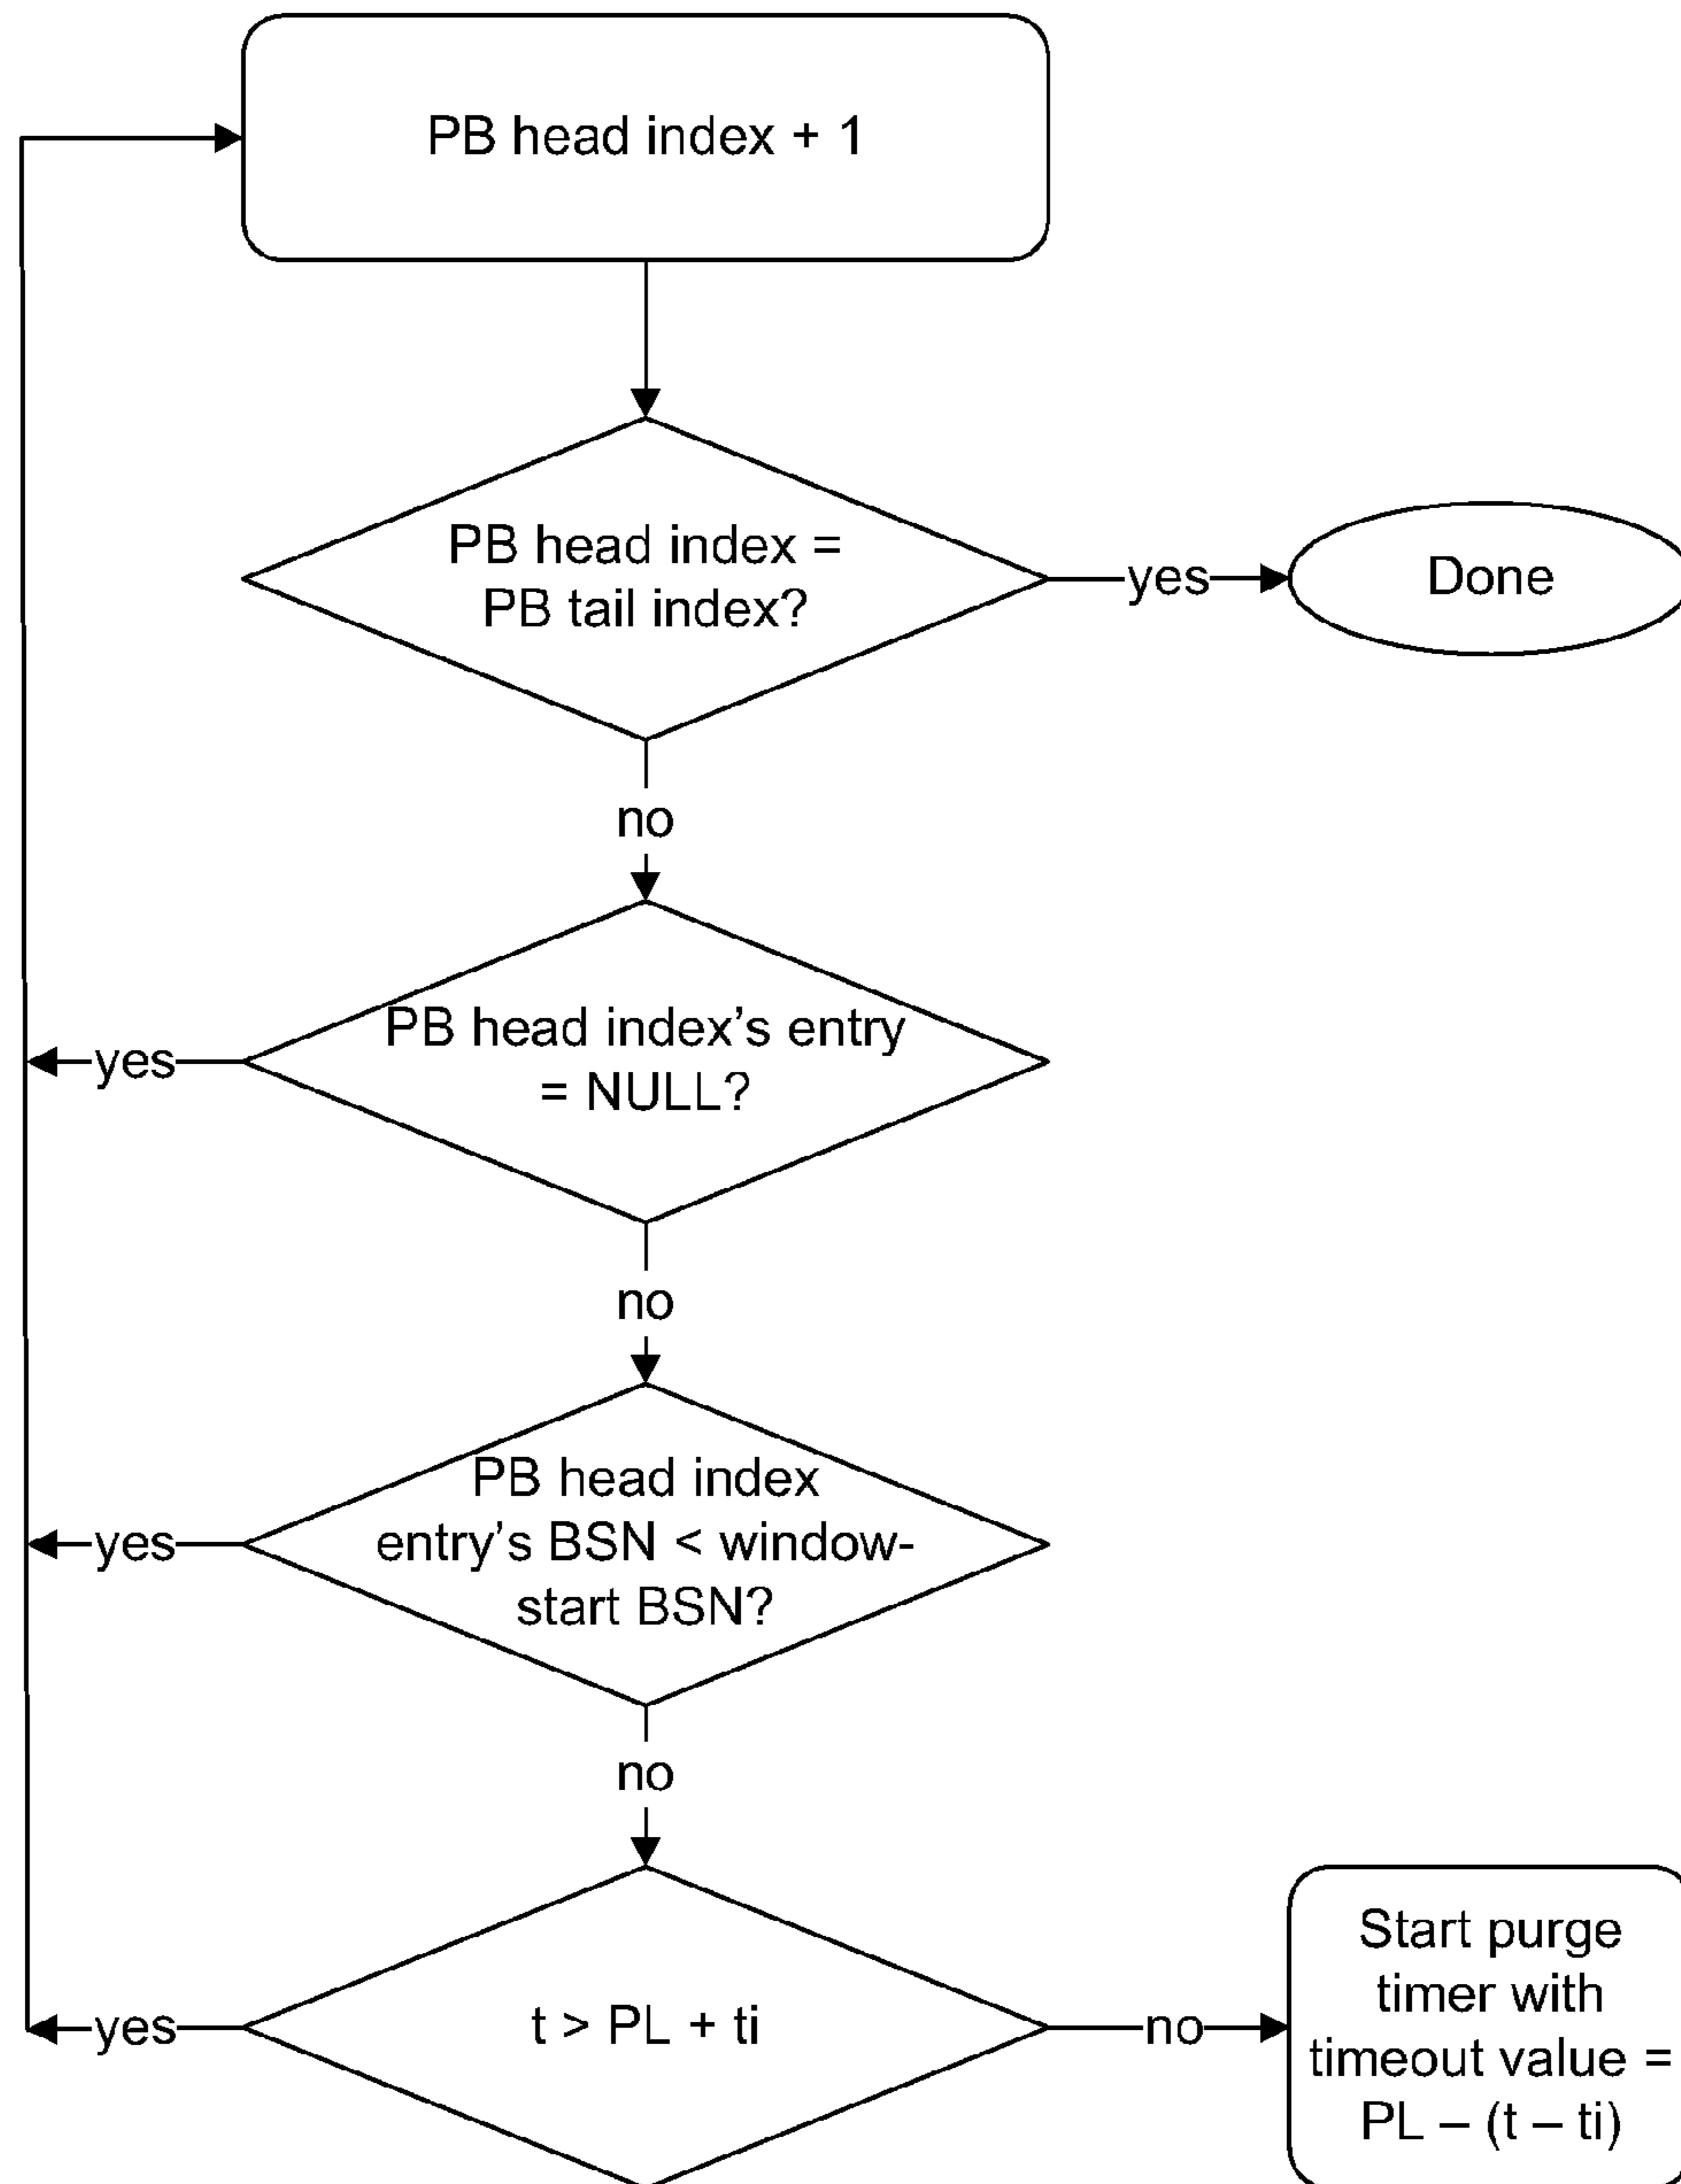 PB head index + 1
PB head index =
PB tail index?
yes
Done
no
PB head index's entry
= NULL?
yes
no
PB head index
entry's BSN < window-
start BSN?
yes
no
t > PL + ti
yes
no
Start purge
timer with
timeout value =
PL – (t – ti)